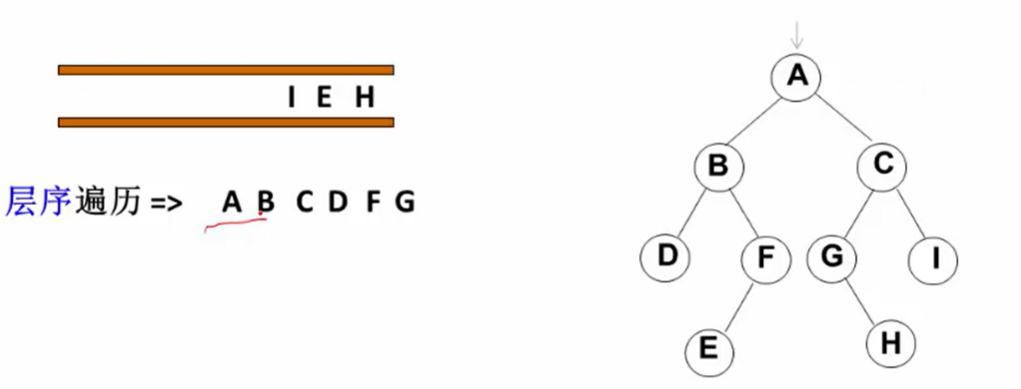 I E H
层序遍历 => A B C D F G
A
B C
D F G I
E H